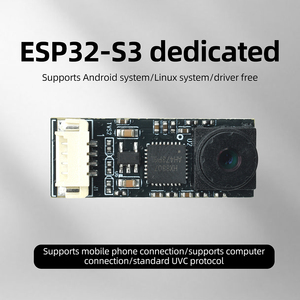 ESP32-S3 dedicated
Supports Android system/Linux system/driver free
U2
Supports mobile phone connection/supports computer
connection/standard UVC protocol